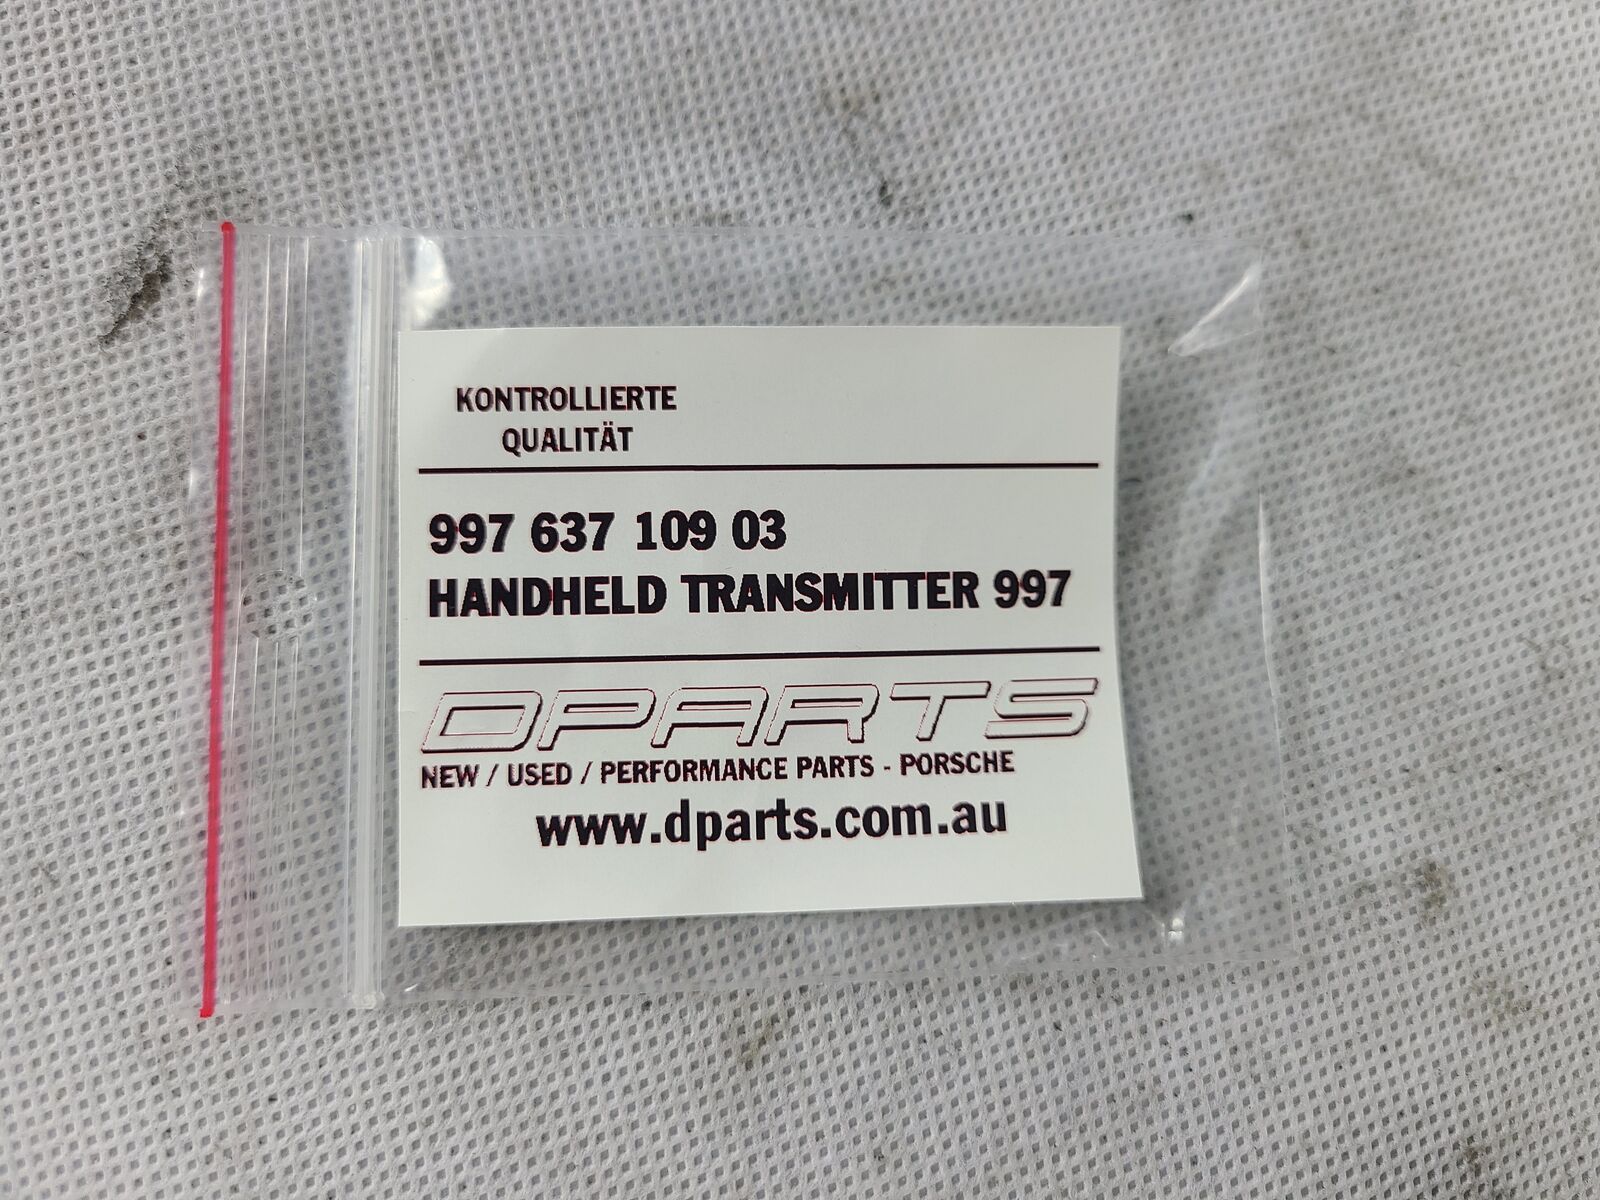 KONTROLLIERTE
QUALITÄT
997 637 109 03
HANDHELD TRANSMITTER 997
DPARTS
NEW / USED / PERFORMANCE PARTS - PORSCHE
www.dparts.com.au